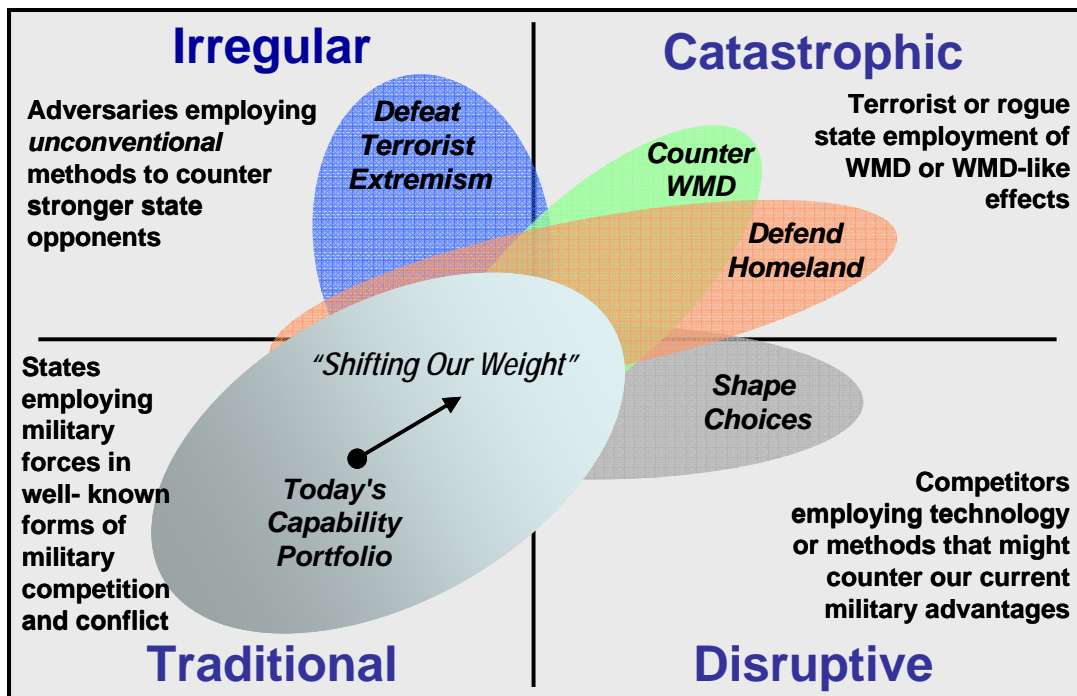 Irregular
Adversaries employing
unconventional
methods to counter
stronger state
opponents
Defeat
Terrorist
Extremism
Catastrophic
Terrorist or rogue
state employment of
WMD or WMD-like
effects
Counter
WMD
Defend
Homeland
States
employing
military
forces in
well- known
forms of
military
competition
and conflict
“Shifting Our Weight”
Today's
Capability
Portfolio
Traditional
Shape
Choices
Competitors
employing technology
or methods that might
counter our current
military advantages
Disruptive